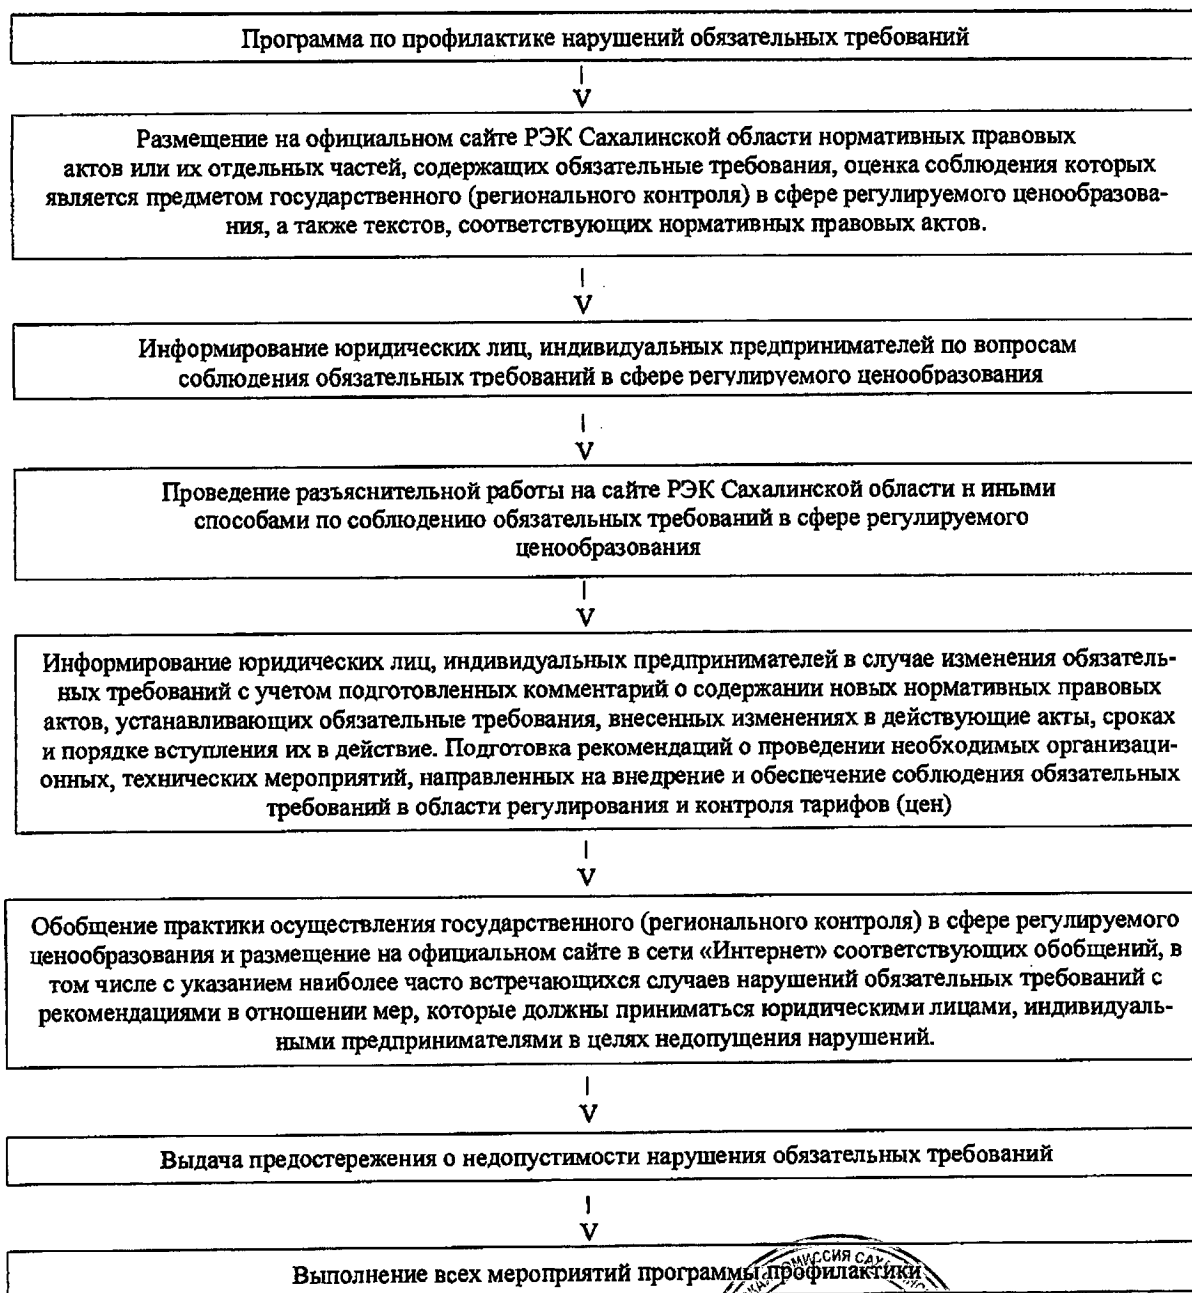 Программа по профилактике нарушений обязательных требований
|
V
Размещение на официальном сайте РЭК Сахалинской области нормативных правовых
актов или их отдельных частей, содержащих обязательные требования, оценка соблюдения которых
является предметом государственного (регионального контроля) в сфере регулируемого ценообразова-
ния, а также текстов, соответствующих нормативных правовых актов.
|
V
Информирование юридических лиц, индивидуальных предпринимателей по вопросам
соблюдения обязательных требований в сфере регулируемого ценообразования
|
V
Проведение разъяснительной работы на сайте РЭК Сахалинской области н иными
способами по соблюдению обязательных требований в сфере регулируемого
ценообразования
|
V
Информирование юридических лиц, индивидуальных предпринимателей в случае изменения обязатель-
ных требований с учетом подготовленных комментарий о содержании новых нормативных правовых
актов, устанавливающих обязательные требования, внесенных изменениях в действующие акты, сроках
и порядке вступления их в действие. Подготовка рекомендаций о проведении необходимых организаци-
онных, технических мероприятий, направленных на внедрение и обеспечение соблюдения обязательных
требований в области регулирования и контроля тарифов (цен)
|
V
Обобщение практики осуществления государственного (регионального контроля) в сфере регулируемого
ценообразования и размещение на официальном сайте в сети «Интернет» соответствующих обобщений, в
том числе с указанием наиболее часто встречающихся случаев нарушений обязательных требований с
рекомендациями в отношении мер, которые должны приниматься юридическими лицами, индивидуаль-
ными предпринимателями в целях недопущения нарушений.
|
V
Выдача предостережения о недопустимости нарушения обязательных требований
|
V
Выполнение всех мероприятий программы профилактики